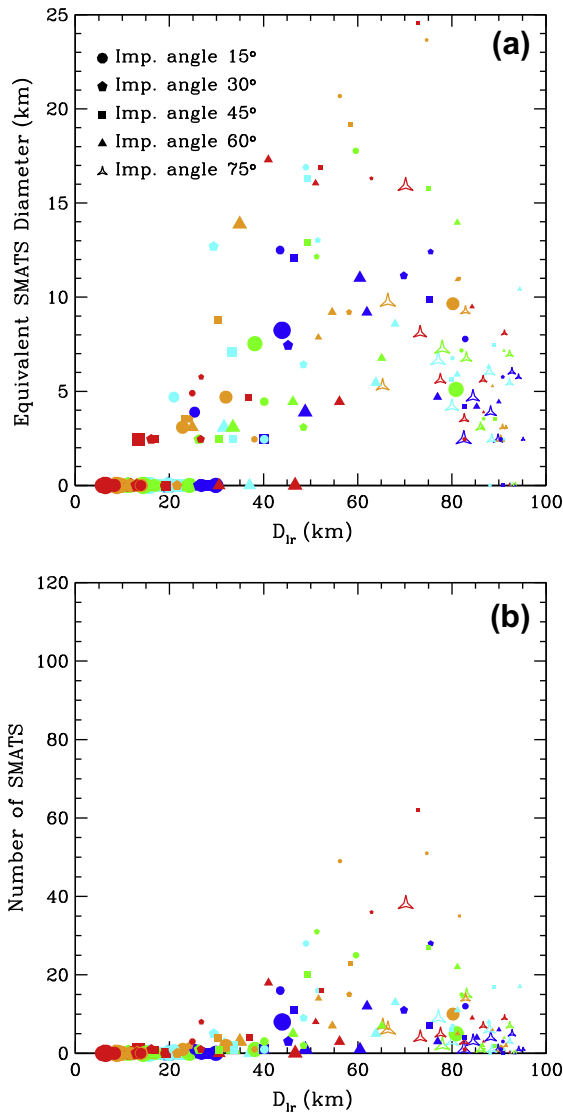 (a)
25
20
15
10
5
0
Equivalent SMATS Diameter (km)
Imp. angle 15°
Imp. angle 30°
Imp. angle 45°
Imp. angle 60°
Imp. angle 75°
0 20 40 60 80 100
D_lr (km)
(b)
120
100
80
60
40
20
0
Number of SMATS
0 20 40 60 80 100
D_lr (km)